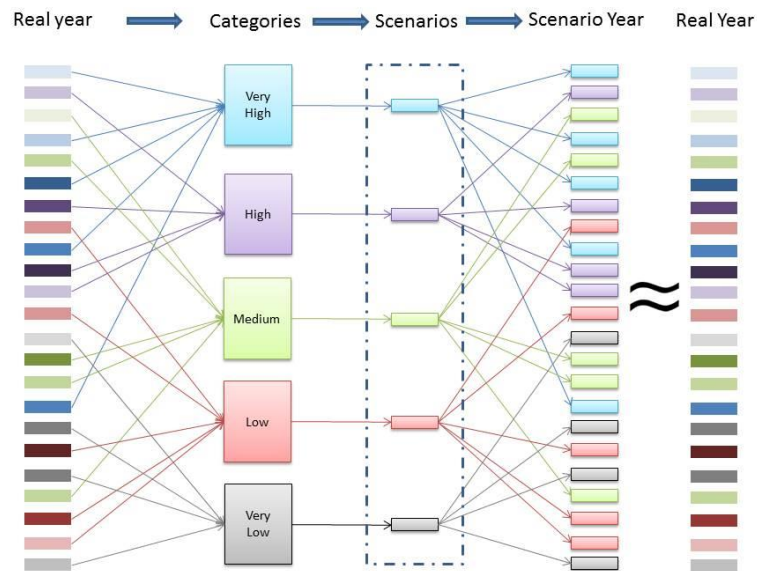 Real year
Categories
Scenarios
Scenario Year
Real Year
Very
High
High
Medium
Low
Very
Low
≈